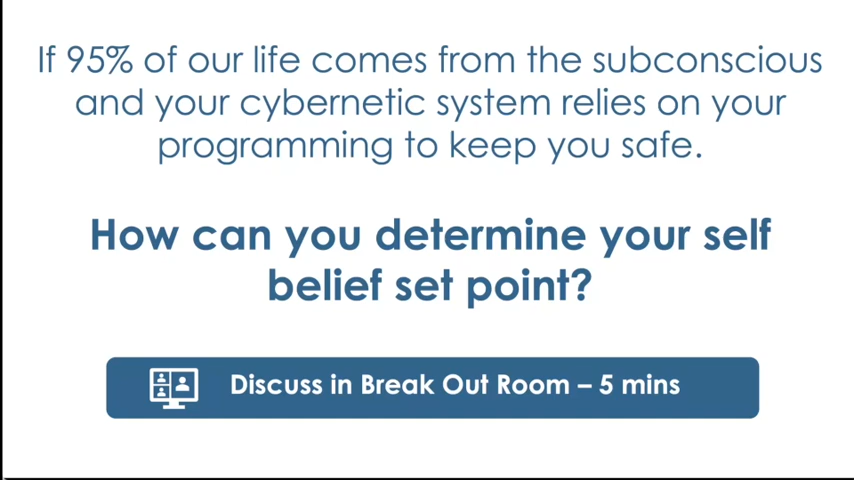 If 95% of our life comes from the subconscious
and your cybernetic system relies on your
programming to keep you safe.
How can you determine your self
belief set point?
Discuss in Break Out Room – 5 mins